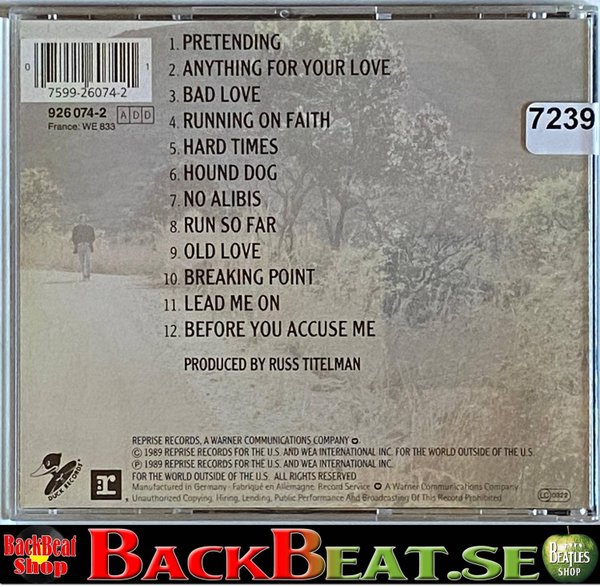 0
7599-26074-2
1
926 074-2 ADD
France: WE 833
1. PRETENDING
2. ANYTHING FOR YOUR LOVE
3. BAD LOVE
4. RUNNING ON FAITH
5. HARD TIMES
6. HOUND DOG
7. NO ALIBIS
8. RUN SO FAR
9. OLD LOVE
10. BREAKING POINT
11. LEAD ME ON
12. BEFORE YOU ACCUSE ME
PRODUCED BY RUSS TITELMAN
7239
DUCK RECORDS
R
REPRISE RECORDS, A WARNER COMMUNICATIONS COMPANY
© 1989 REPRISE RECORDS FOR THE U.S. AND WEA INTERNATIONAL INC. FOR THE WORLD OUTSIDE OF THE U.S.
℗ 1989 REPRISE RECORDS FOR THE U.S. AND WEA INTERNATIONAL INC.
FOR THE WORLD OUTSIDE OF THE U.S. ALL RIGHTS RESERVED
Manufactured in Germany · Fabriqué en Allemagne. Record Service A Warner Communications Company
Unauthorized Copying, Hiring, Lending, Public Performance And Broadcasting Of This Record Prohibited
LC 0322
BackBeat
Shop
BACKBEAT.SE
BEATLES
SHOP